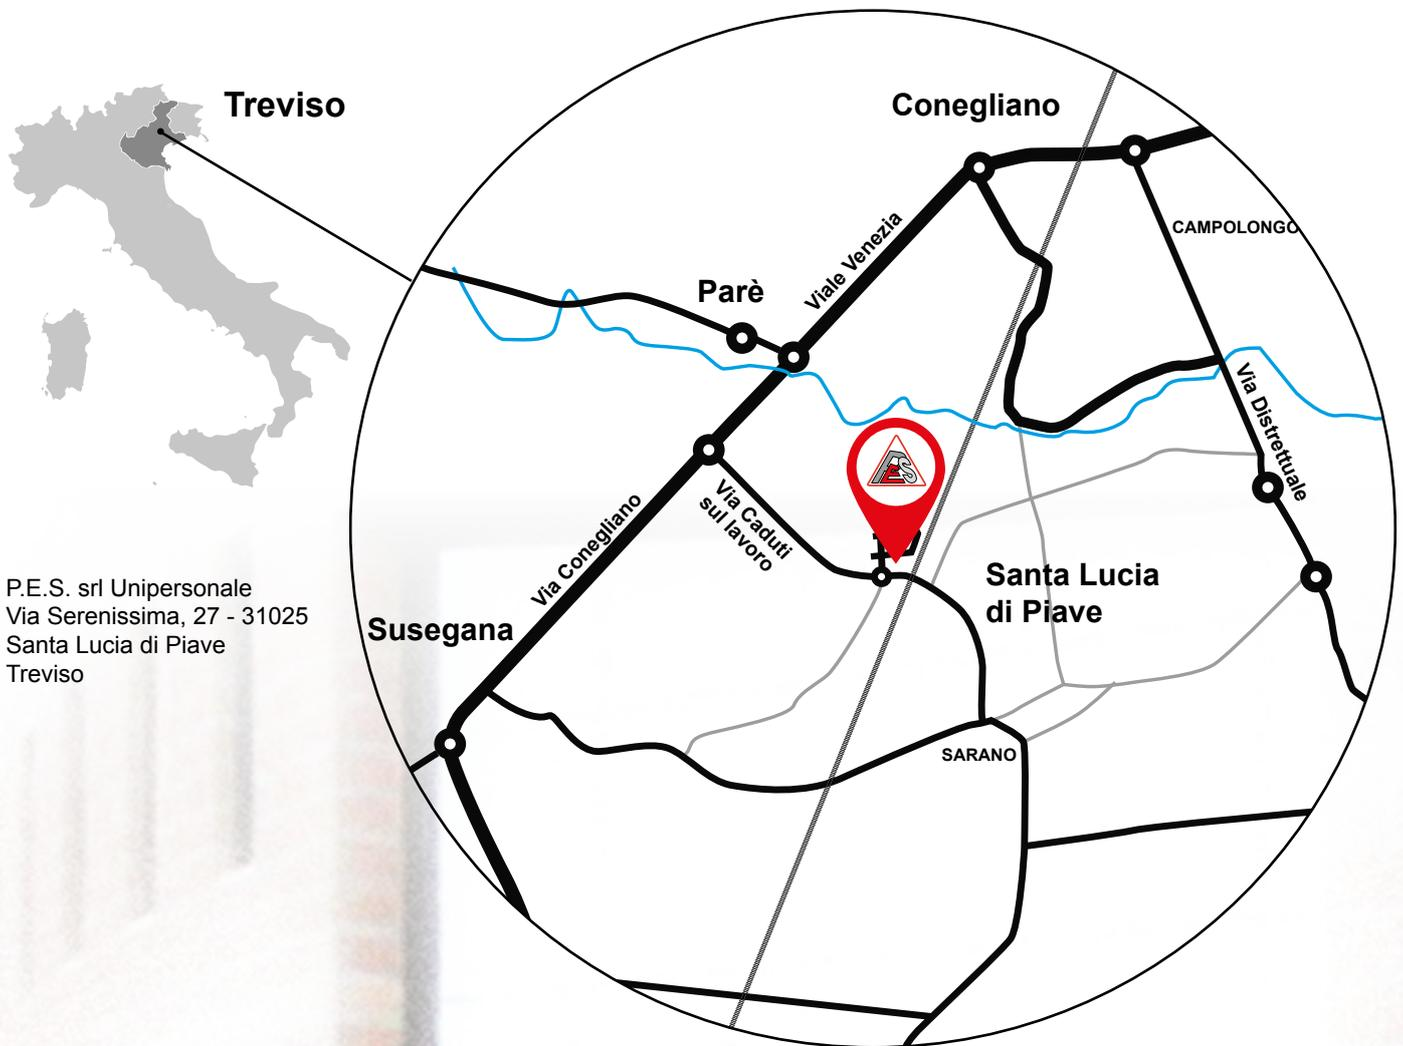 Treviso
Conegliano
CAMPOLONGO
Viale Venezia
Parè
Via Distrettuale
PES
Via Caduti
sul lavoro
Via Conegliano
Santa Lucia
di Piave
P.E.S. srl Unipersonale
Via Serenissima, 27 - 31025
Santa Lucia di Piave
Treviso
Susegana
SARANO